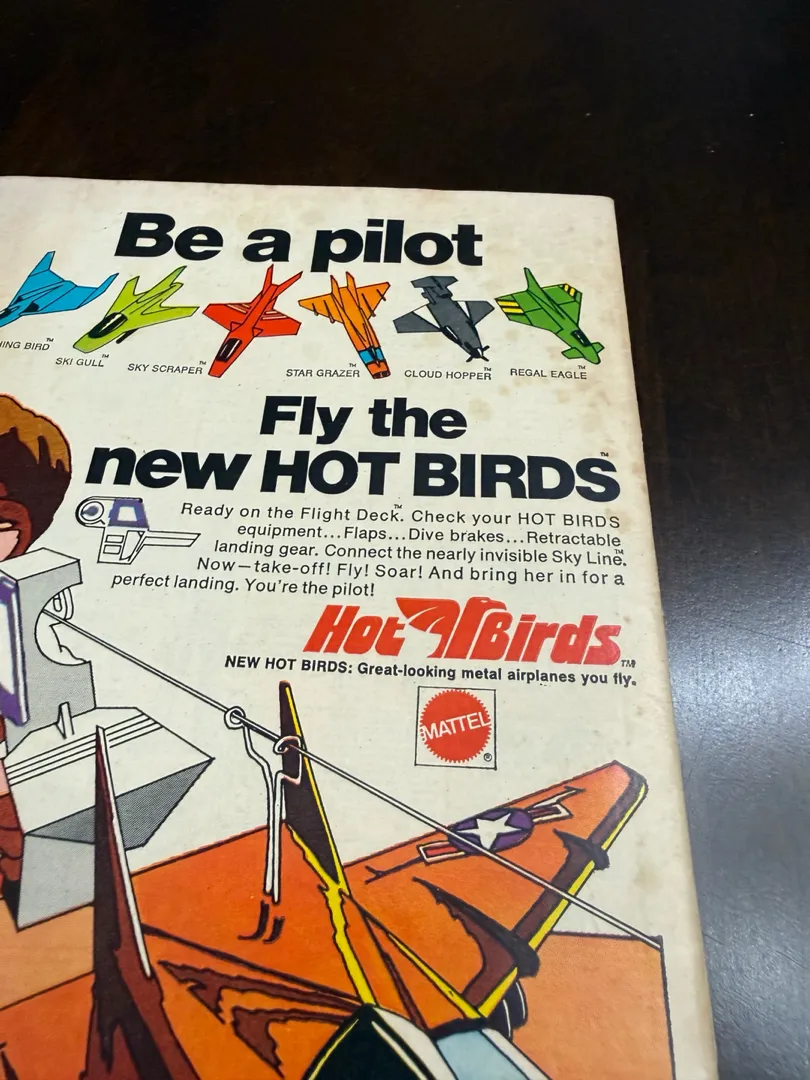 Be a pilot
SKI GULL™
SKY SCRAPER™
STAR GRAZER™
CLOUD HOPPER™
REGAL EAGLE™
Fly the
new HOT BIRDS™
Ready on the Flight Deck™. Check your HOT BIRDS
equipment...Flaps...Dive brakes...Retractable
landing gear. Connect the nearly invisible Sky Line™.
Now—take-off! Fly! Soar! And bring her in for a
perfect landing. You're the pilot!
Hot Birds™
NEW HOT BIRDS: Great-looking metal airplanes you fly.
MATTEL®